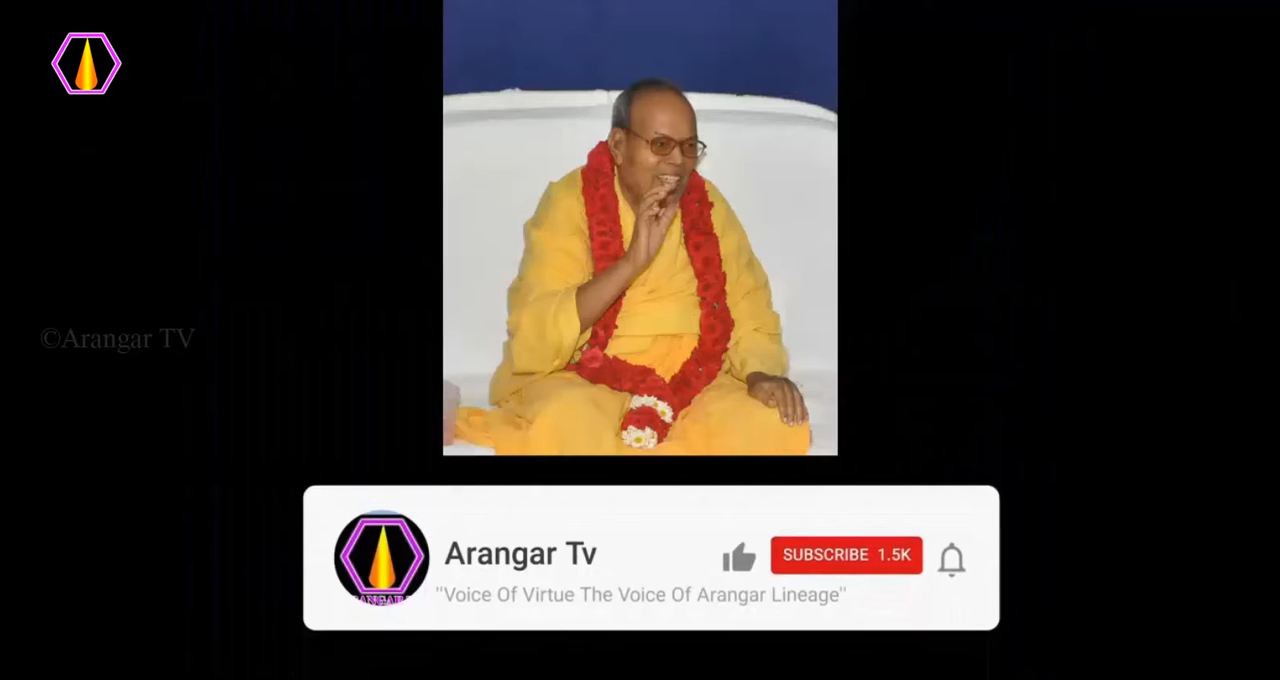 ©Arangar TV
Arangar Tv
SUBSCRIBE 1.5K
"Voice Of Virtue The Voice Of Arangar Lineage"